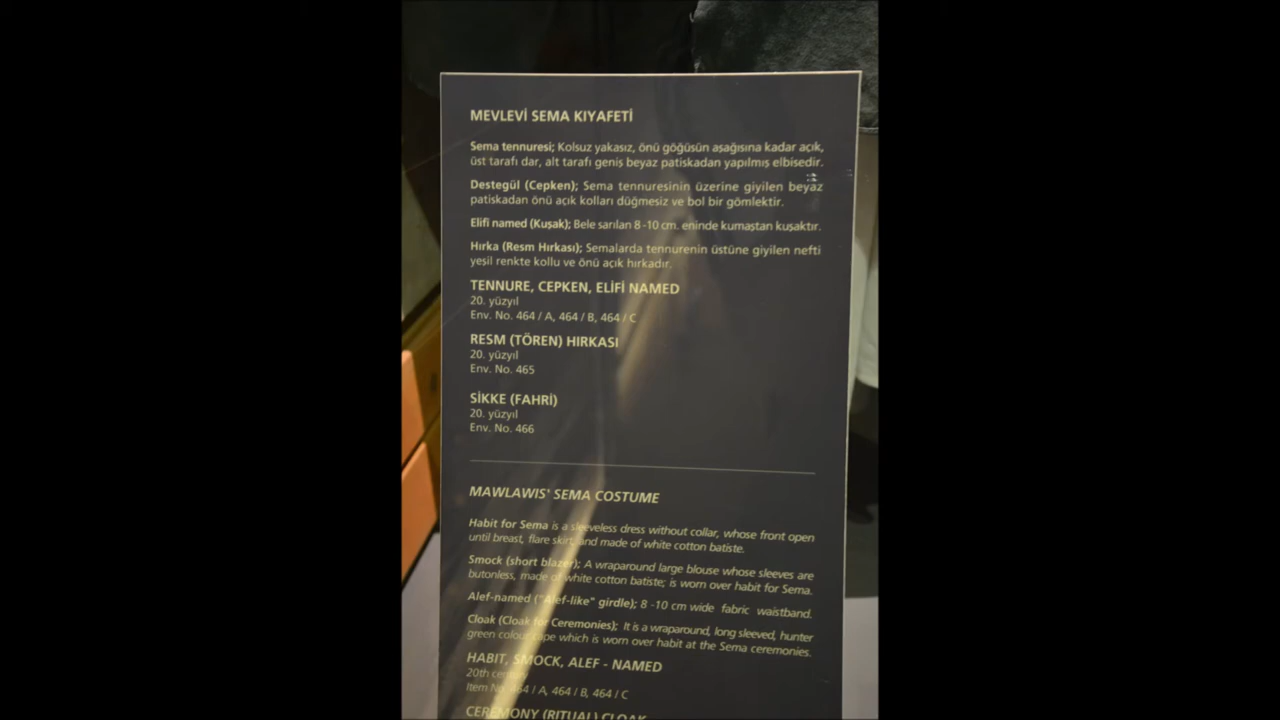 MEVLEVİ SEMA KIYAFETİ
Sema tennuresi; Kolsuz yakasız, önü göğüsün aşağısına kadar açık,
üst tarafı dar, alt tarafı geniş beyaz patiskadan yapılmış elbisedir.
Destegül (Cepken); Sema tennuresinin üzerine giyilen beyaz
patiskadan önü açık kolları düğmesiz ve bol bir gömlektir.
Elifi named (Kuşak); Bele sarılan 8 -10 cm. eninde kumaştan kuşaktır.
Hırka (Resm Hırkası); Semalarda tennurenin üstüne giyilen nefti
yeşil renkte kollu ve önü açık hırkadır.
TENNURE, CEPKEN, ELİFİ NAMED
20. yüzyıl
Env. No. 464 / A, 464 / B, 464 / C
RESM (TÖREN) HIRKASI
20. yüzyıl
Env. No. 465
SİKKE (FAHRİ)
20. yüzyıl
Env. No. 466
MAWLAWIS' SEMA COSTUME
Habit for Sema is a sleeveless dress without collar, whose front open
until breast, flare skirt, and made of white cotton batiste.
Smock (short blazer); A wraparound large blouse whose sleeves are
butonless, made of white cotton batiste; is worn over habit for Sema.
Alef-named ("Alef-like" girdle); 8 -10 cm wide fabric waistband.
Cloak (Cloak for Ceremonies); It is a wraparound, long sleeved, hunter
green colour cape which is worn over habit at the Sema ceremonies.
HABIT, SMOCK, ALEF - NAMED
20th century
Item No. 464 / A, 464 / B, 464 / C
CEREMONY (RITUAL) CLOAK